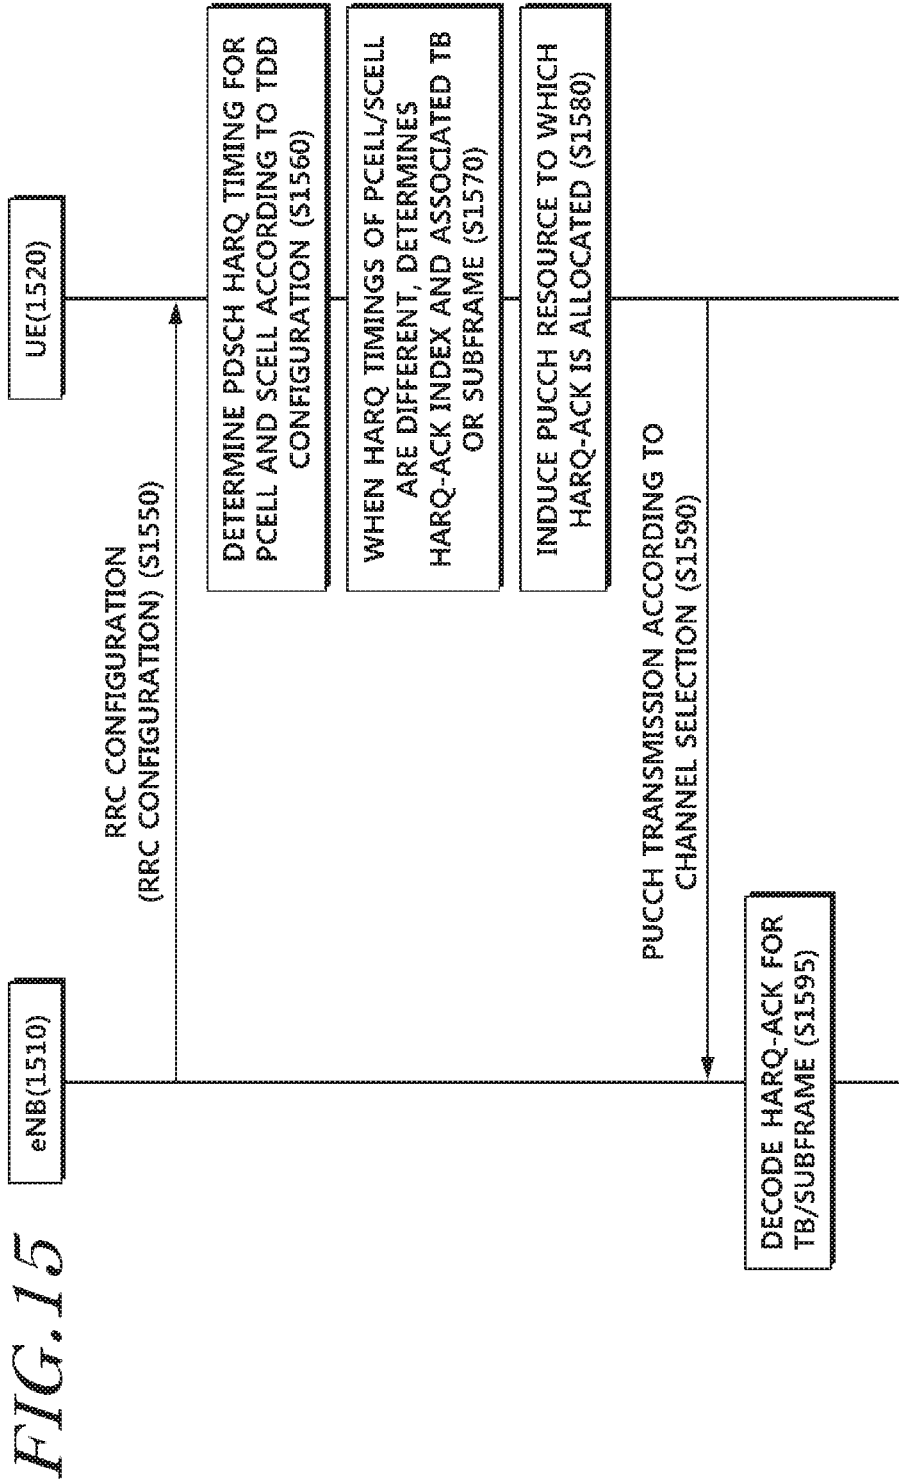 FIG.15
eNB(1510)
UE(1520)
RRC CONFIGURATION
(RRC CONFIGURATION) (S1550)
DETERMINE PDSCH HARQ TIMING FOR
PCELL AND SCELL ACCORDING TO TDD
CONFIGURATION (S1560)
WHEN HARQ TIMINGS OF PCELL/SCELL
ARE DIFFERENT, DETERMINES
HARQ-ACK INDEX AND ASSOCIATED TB
OR SUBFRAME (S1570)
INDUCE PUCCH RESOURCE TO WHICH
HARQ-ACK IS ALLOCATED (S1580)
PUCCH TRANSMISSION ACCORDING TO
CHANNEL SELECTION (S1590)
DECODE HARQ-ACK FOR
TB/SUBFRAME (S1595)